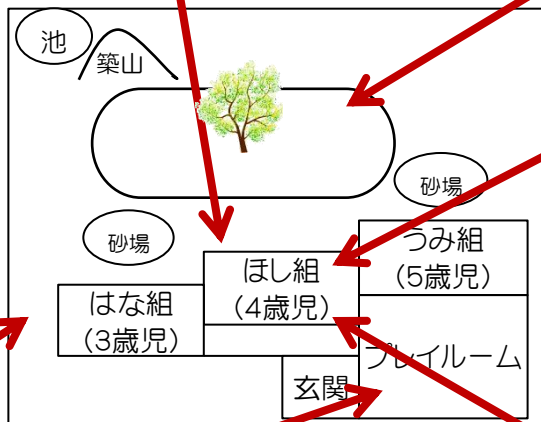 池
築山
砂場
砂場
うみ組
(5歳児)
ほし組
(4歳児)
はな組
(3歳児)
プレイルーム
玄関